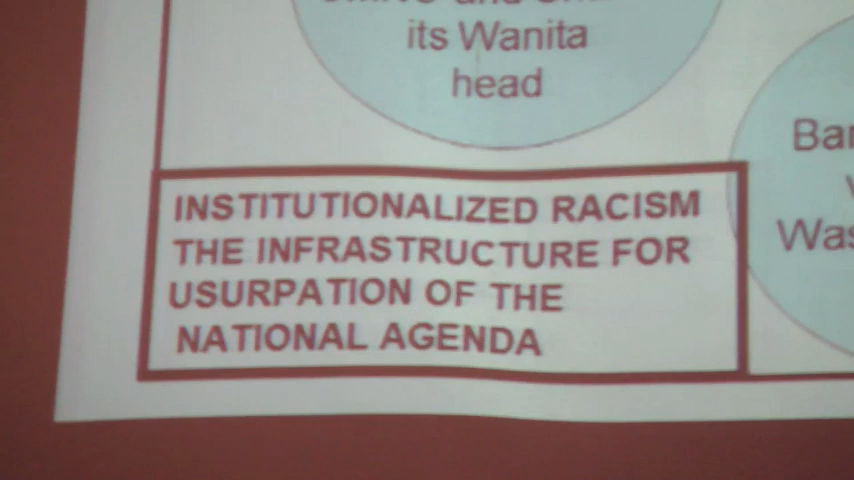 its Wanita
head
INSTITUTIONALIZED RACISM
THE INFRASTRUCTURE FOR
USURPATION OF THE
NATIONAL AGENDA